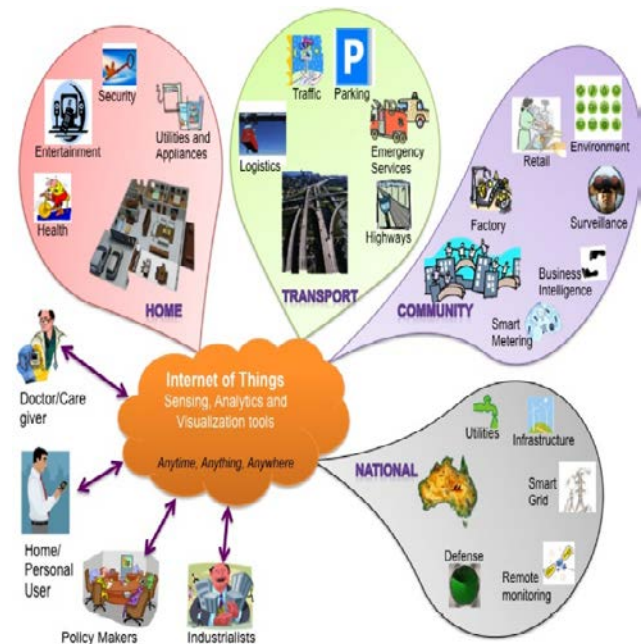 Security
Entertainment
Utilities and
Appliances
Health
HOME
Traffic
P
Parking
Logistics
Emergency
Services
Highways
TRANSPORT
Retail
Environment
Factory
Surveillance
Business
Intelligence
COMMUNITY
Smart
Metering
Internet of Things
Sensing, Analytics and
Visualization tools
Anytime, Anything, Anywhere
Doctor/Care
giver
Home/
Personal
User
Policy Makers
Industrialists
Utilities
Infrastructure
NATIONAL
Smart
Grid
Defense
Remote
monitoring